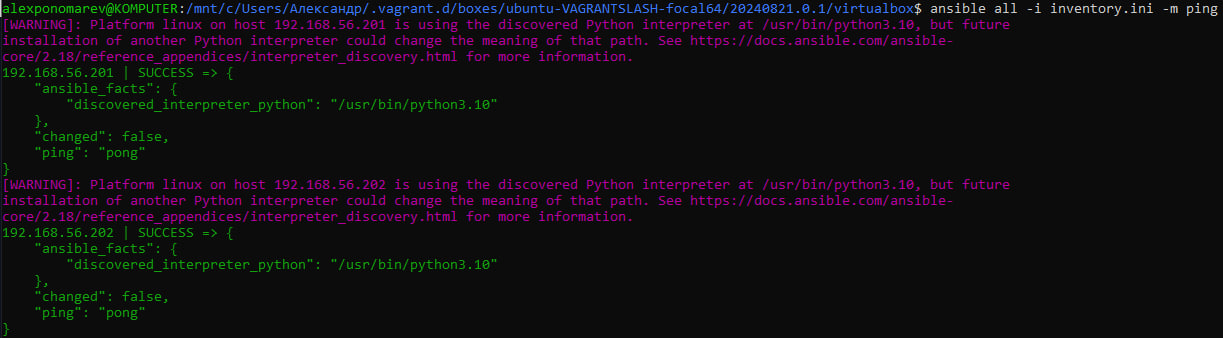 alexponomarev@KOMPUTER:/mnt/c/Users/Александр/.vagrant.d/boxes/ubuntu-VAGRANTSLASH-focal64/20240821.0.1/virtualbox$ ansible all -i inventory.ini -m ping
[WARNING]: Platform linux on host 192.168.56.201 is using the discovered Python interpreter at /usr/bin/python3.10, but future
installation of another Python interpreter could change the meaning of that path. See https://docs.ansible.com/ansible-
core/2.18/reference_appendices/interpreter_discovery.html for more information.
192.168.56.201 | SUCCESS => {
    "ansible_facts": {
        "discovered_interpreter_python": "/usr/bin/python3.10"
    },
    "changed": false,
    "ping": "pong"
}
[WARNING]: Platform linux on host 192.168.56.202 is using the discovered Python interpreter at /usr/bin/python3.10, but future
installation of another Python interpreter could change the meaning of that path. See https://docs.ansible.com/ansible-
core/2.18/reference_appendices/interpreter_discovery.html for more information.
192.168.56.202 | SUCCESS => {
    "ansible_facts": {
        "discovered_interpreter_python": "/usr/bin/python3.10"
    },
    "changed": false,
    "ping": "pong"
}